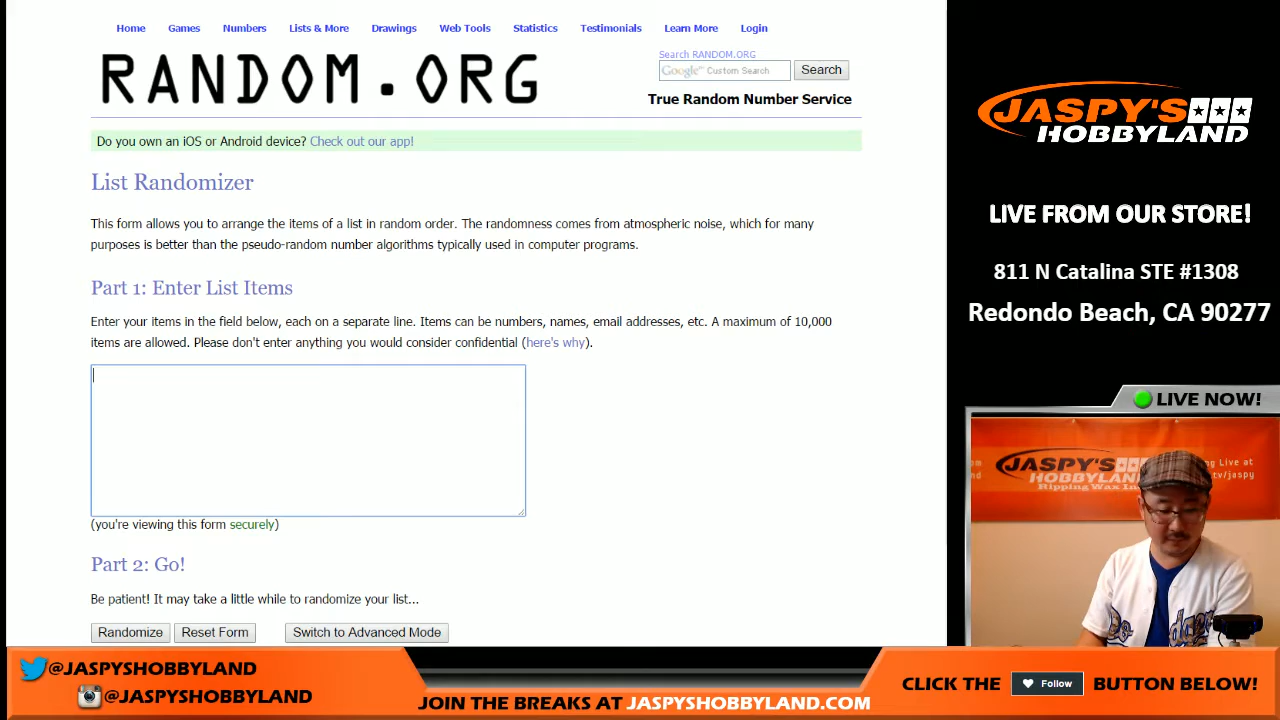 Home Games Numbers Lists & More Drawings Web Tools Statistics Testimonials Learn More Login
RANDOM.ORG
Search RANDOM.ORG
Google™ Custom Search Search
True Random Number Service
Do you own an iOS or Android device? Check out our app!
List Randomizer
This form allows you to arrange the items of a list in random order. The randomness comes from atmospheric noise, which for many
purposes is better than the pseudo-random number algorithms typically used in computer programs.
Part 1: Enter List Items
Enter your items in the field below, each on a separate line. Items can be numbers, names, email addresses, etc. A maximum of 10,000
items are allowed. Please don't enter anything you would consider confidential (here's why).
(you're viewing this form securely)
Part 2: Go!
Be patient! It may take a little while to randomize your list...
Randomize Reset Form Switch to Advanced Mode
JASPY'S
HOBBYLAND
LIVE FROM OUR STORE!
811 N Catalina STE #1308
Redondo Beach, CA 90277
LIVE NOW!
JASPY'S
HOBBYLAND
Ripping Wax
@JASPYSHOBBYLAND
@JASPYSHOBBYLAND
JOIN THE BREAKS AT JASPYSHOBBYLAND.COM
CLICK THE Follow BUTTON BELOW!